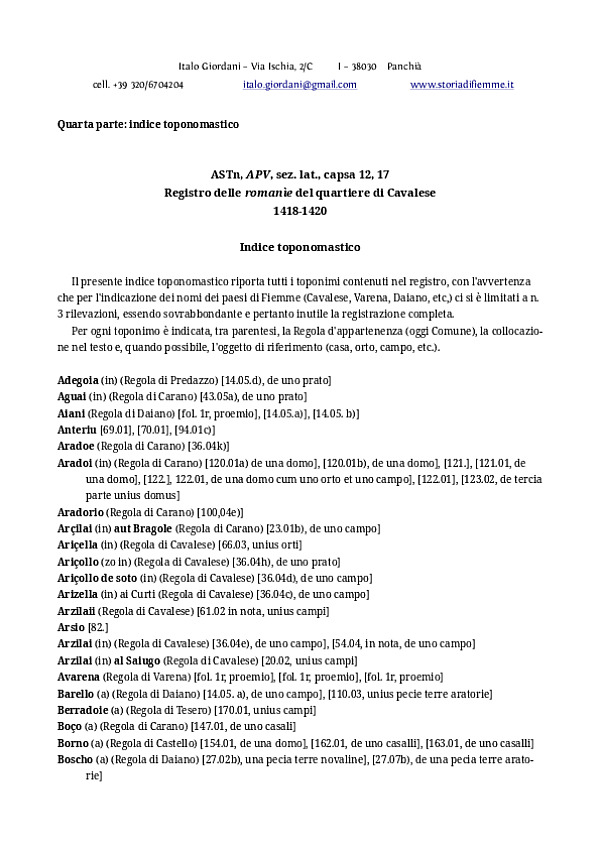 Italo Giordani – Via Ischia, 2/C I – 38030 Panchià
cell. +39 320/6704204 italo.giordani@gmail.com www.storiadifiemme.it
Quarta parte: indice toponomastico
ASTn, APV, sez. lat., capsa 12, 17
Registro delle romanie del quartiere di Cavalese
1418-1420
Indice toponomastico
Il presente indice toponomastico riporta tutti i toponimi contenuti nel registro, con l'avvertenza
che per l'indicazione dei nomi dei paesi di Fiemme (Cavalese, Varena, Daiano, etc,) ci si è limitati a n.
3 rilevazioni, essendo sovrabbondante e pertanto inutile la registrazione completa.
Per ogni toponimo è indicata, tra parentesi, la Regola d'appartenenza (oggi Comune), la collocazio-
ne nel testo e, quando possibile, l'oggetto di riferimento (casa, orto, campo, etc.).
Adegoia (in) (Regola di Predazzo) [14.05.d), de uno prato]
Aguai (in) (Regola di Carano) [43.05a), de uno prato]
Aiani (Regola di Daiano) [fol. 1r, proemio], [14.05.a)], [14.05. b)]
Anteriu [69.01], [70.01], [94.01c)]
Aradoe (Regola di Carano) [36.04k)]
Aradoi (in) (Regola di Carano) [120.01a) de una domo], [120.01b), de una domo], [121.], [121.01, de
una domo], [122.], 122.01, de una domo cum uno orto et uno campo], [122.01], [123.02, de tercia
parte unius domus]
Aradorio (Regola di Carano) [100,04e)]
Arçilai (in) aut Bragole (Regola di Carano) [23.01b), de uno campo]
Ariçella (in) (Regola di Cavalese) [66.03, unius orti]
Ariçollo (zo in) (Regola di Cavalese) [36.04h), de uno prato]
Ariçollo de soto (in) (Regola di Cavalese) [36.04d), de uno campo]
Arizella (in) ai Curti (Regola di Cavalese) [36.04c), de uno campo]
Arzilaii (Regola di Cavalese) [61.02 in nota, unius campi]
Arsio [82.]
Arzilai (in) (Regola di Cavalese) [36.04e), de uno campo], [54.04, in nota, de uno campo]
Arzilai (in) al Saiugo (Regola di Cavalese) [20.02, unius campi]
Avarena (Regola di Varena) [fol. 1r, proemio], [fol. 1r, proemio], [fol. 1r, proemio]
Barello (a) (Regola di Daiano) [14.05. a), de uno campo], [110.03, unius pecie terre aratorie]
Berradoie (a) (Regola di Tesero) [170.01, unius campi]
Boço (a) (Regola di Carano) [147.01, de uno casali]
Borno (a) (Regola di Castello) [154.01, de una domo], [162.01, de uno casalli], [163.01, de uno casalli]
Boscho (a) (Regola di Daiano) [27.02b), una pecia terre novaline], [27.07b), de una pecia terre arato-
rie]